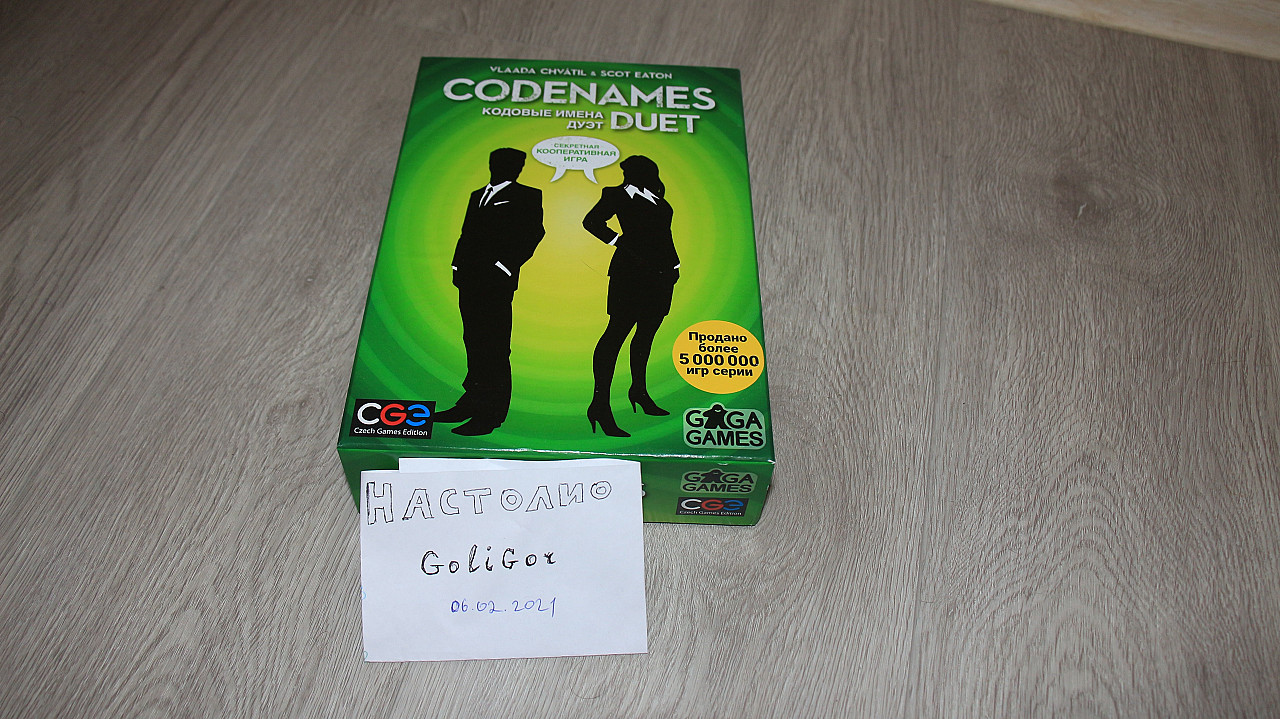 VLAADA CHVÁTIL & SCOT EATON
CODENAMES
КОДОВЫЕ ИМЕНА
ДУЭТ
DUET
СЕКРЕТНАЯ
КООПЕРАТИВНАЯ
ИГРА
Продано
более
5 000 000
игр серии
CGE
Czech Games Edition
GAGA
GAMES
GAGA
GAMES
CGE
Czech Games Edition
НАСТОЛИО
GoliGor
06.02.2021